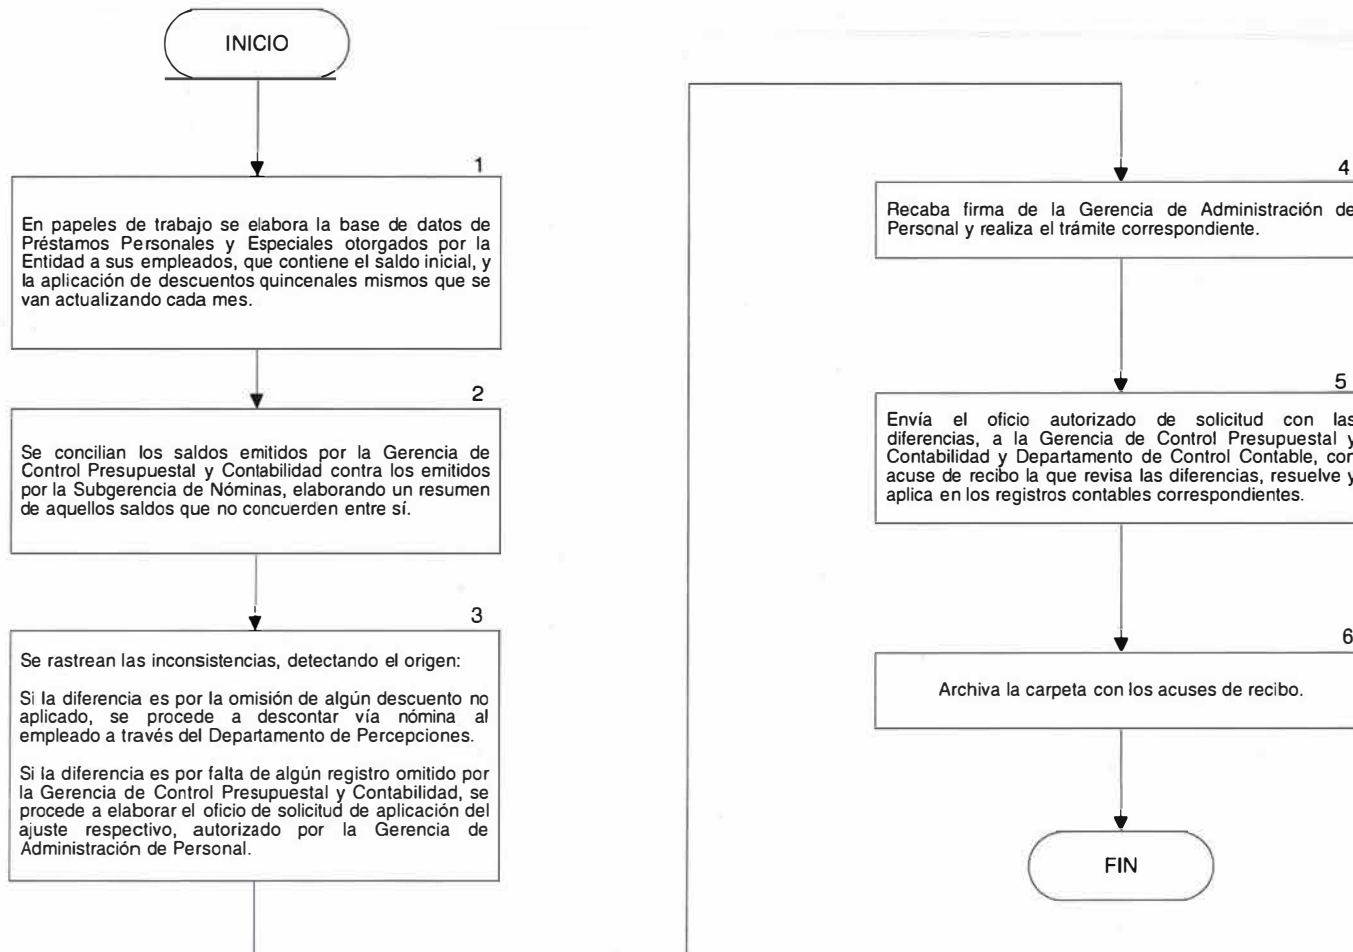 INICIO
1
En papeles de trabajo se elabora la base de datos de
Préstamos Personales y Especiales otorgados por la
Entidad a sus empleados, que contiene el saldo inicial, y
la aplicación de descuentos quincenales mismos que se
van actualizando cada mes.
2
Se concilian los saldos emitidos por la Gerencia de
Control Presupuestal y Contabilidad contra los emitidos
por la Subgerencia de Nóminas, elaborando un resumen
de aquellos saldos que no concuerden entre sí.
3
Se rastrean las inconsistencias, detectando el origen:
Si la diferencia es por la omisión de algún descuento no
aplicado, se procede a descontar vía nómina al
empleado a través del Departamento de Percepciones.
Si la diferencia es por falta de algún registro omitido por
la Gerencia de Control Presupuestal y Contabilidad, se
procede a elaborar el oficio de solicitud de aplicación del
ajuste respectivo, autorizado por la Gerencia de
Administración de Personal.
4
Recaba firma de la Gerencia de Administración de
Personal y realiza el trámite correspondiente.
5
Envía el oficio autorizado de solicitud con las
diferencias, a la Gerencia de Control Presupuestal y
Contabilidad y Departamento de Control Contable, con
acuse de recibo la que revisa las diferencias, resuelve y
aplica en los registros contables correspondientes.
6
Archiva la carpeta con los acuses de recibo.
FIN